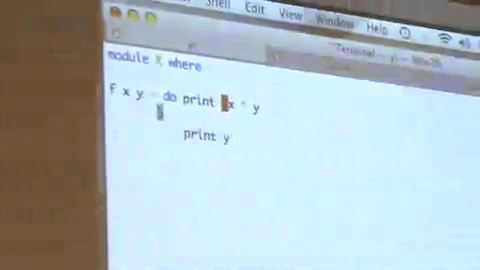 Shell Edit View Window Help
Terminal
module X where
f x y = do print x * y
print y